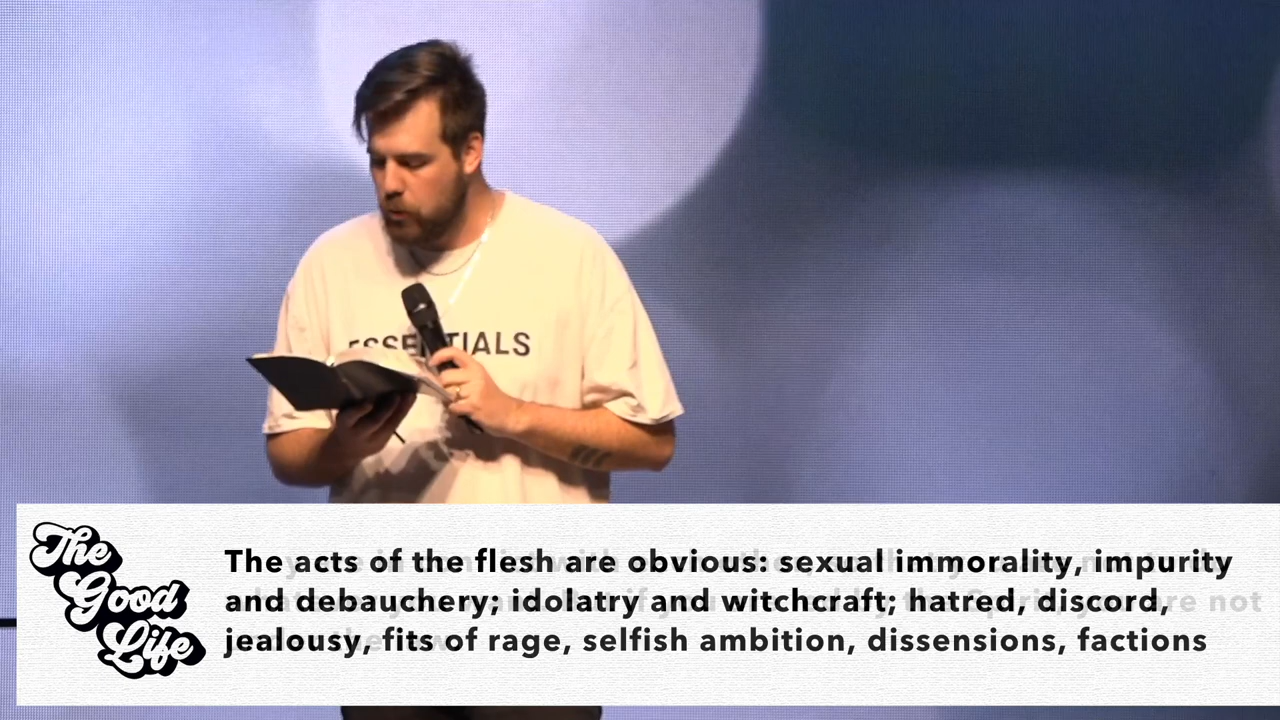 ESSENTIALS
The
Good
Life
The acts of the flesh are obvious: sexual immorality, impurity
and debauchery; idolatry and witchcraft; hatred, discord,
jealousy, fits of rage, selfish ambition, dissensions, factions